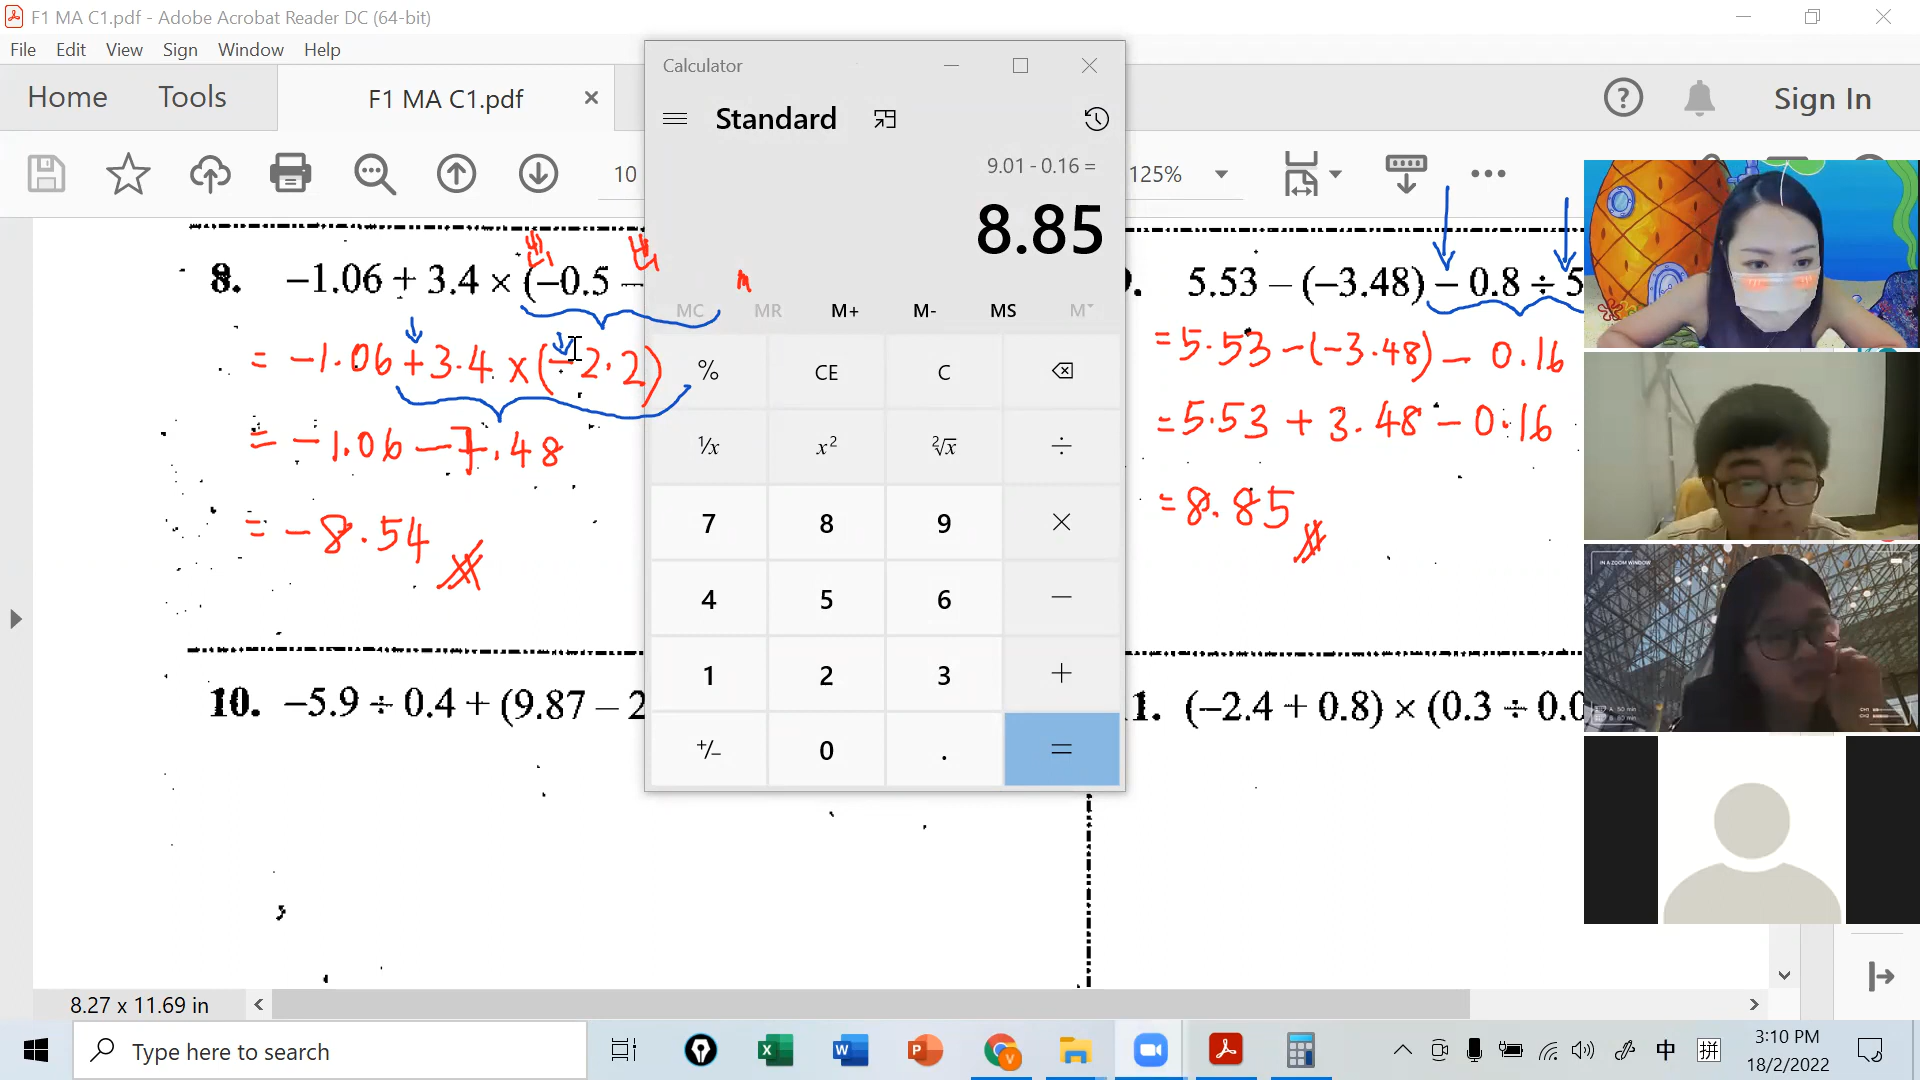 F1 MA C1.pdf - Adobe Acrobat Reader DC (64-bit)
File Edit View Sign Window Help
Home Tools F1 MA C1.pdf Sign In
10 125%
Calculator
Standard
9.01 - 0.16 =
8.85
MC MR M+ M- MS M˅
% CE C
¹/x x² ²√x ÷
7 8 9 ×
4 5 6 −
1 2 3 +
+/− 0 . =
8. −1.06 + 3.4 × (−0.5 −
= −1.06 + 3.4 × (−2.2)
= −1.06 − 7.48
= −8.54
9. 5.53 − (−3.48) − 0.8 ÷ 5
= 5.53 − (−3.48) − 0.16
= 5.53 + 3.48 − 0.16
= 8.85
10. −5.9 ÷ 0.4 + (9.87 − 2
1. (−2.4 + 0.8) × (0.3 ÷ 0.0
IN A ZOOM WINDOW
8.27 x 11.69 in
Type here to search
中 拼
3:10 PM
18/2/2022